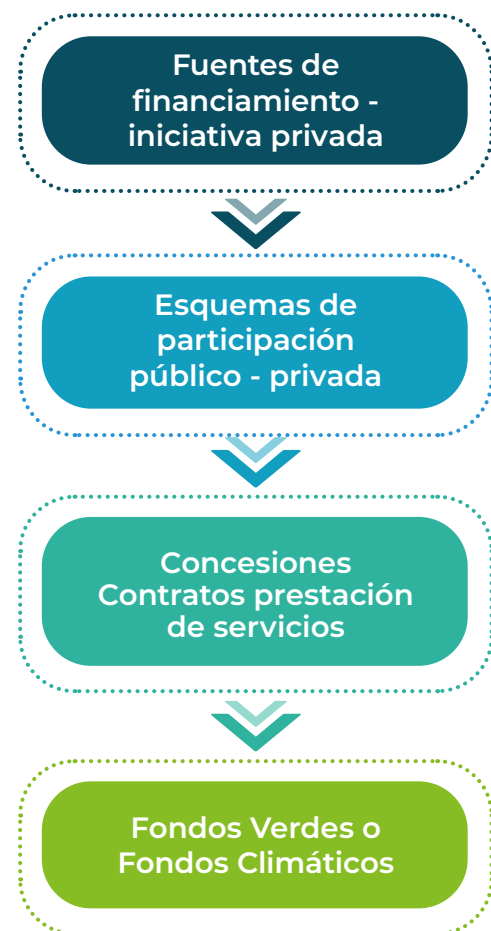 Fuentes de
financiamiento -
iniciativa privada
Esquemas de
participación
público - privada
Concesiones
Contratos prestación
de servicios
Fondos Verdes o
Fondos Climáticos